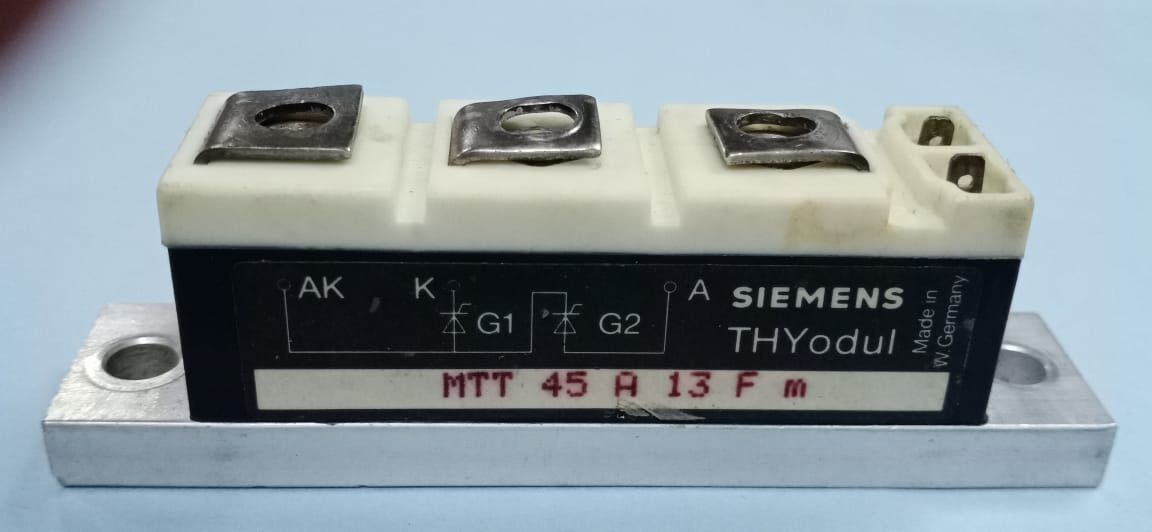 AK K G1 G2 A
SIEMENS
THYodul
Made in
W.Germany
MTT 45 A 13 F m